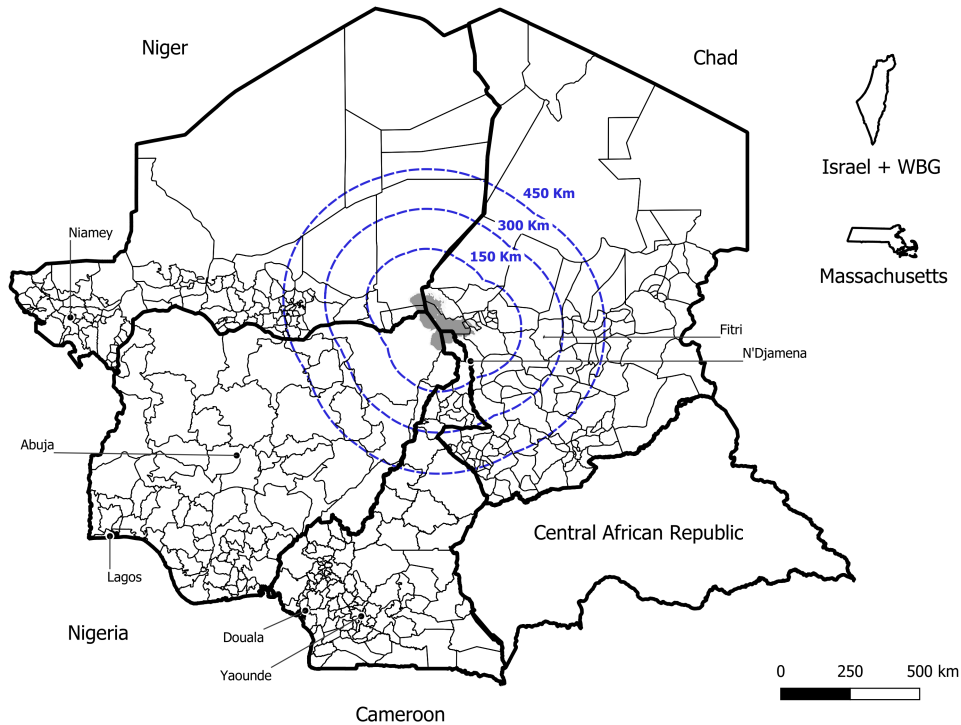 Niger
Chad
Israel + WBG
450 Km
300 Km
150 Km
Niamey
Massachusetts
Fitri
N'Djamena
Abuja
Central African Republic
Lagos
Nigeria
Douala
Yaounde
0 250 500 km
Cameroon